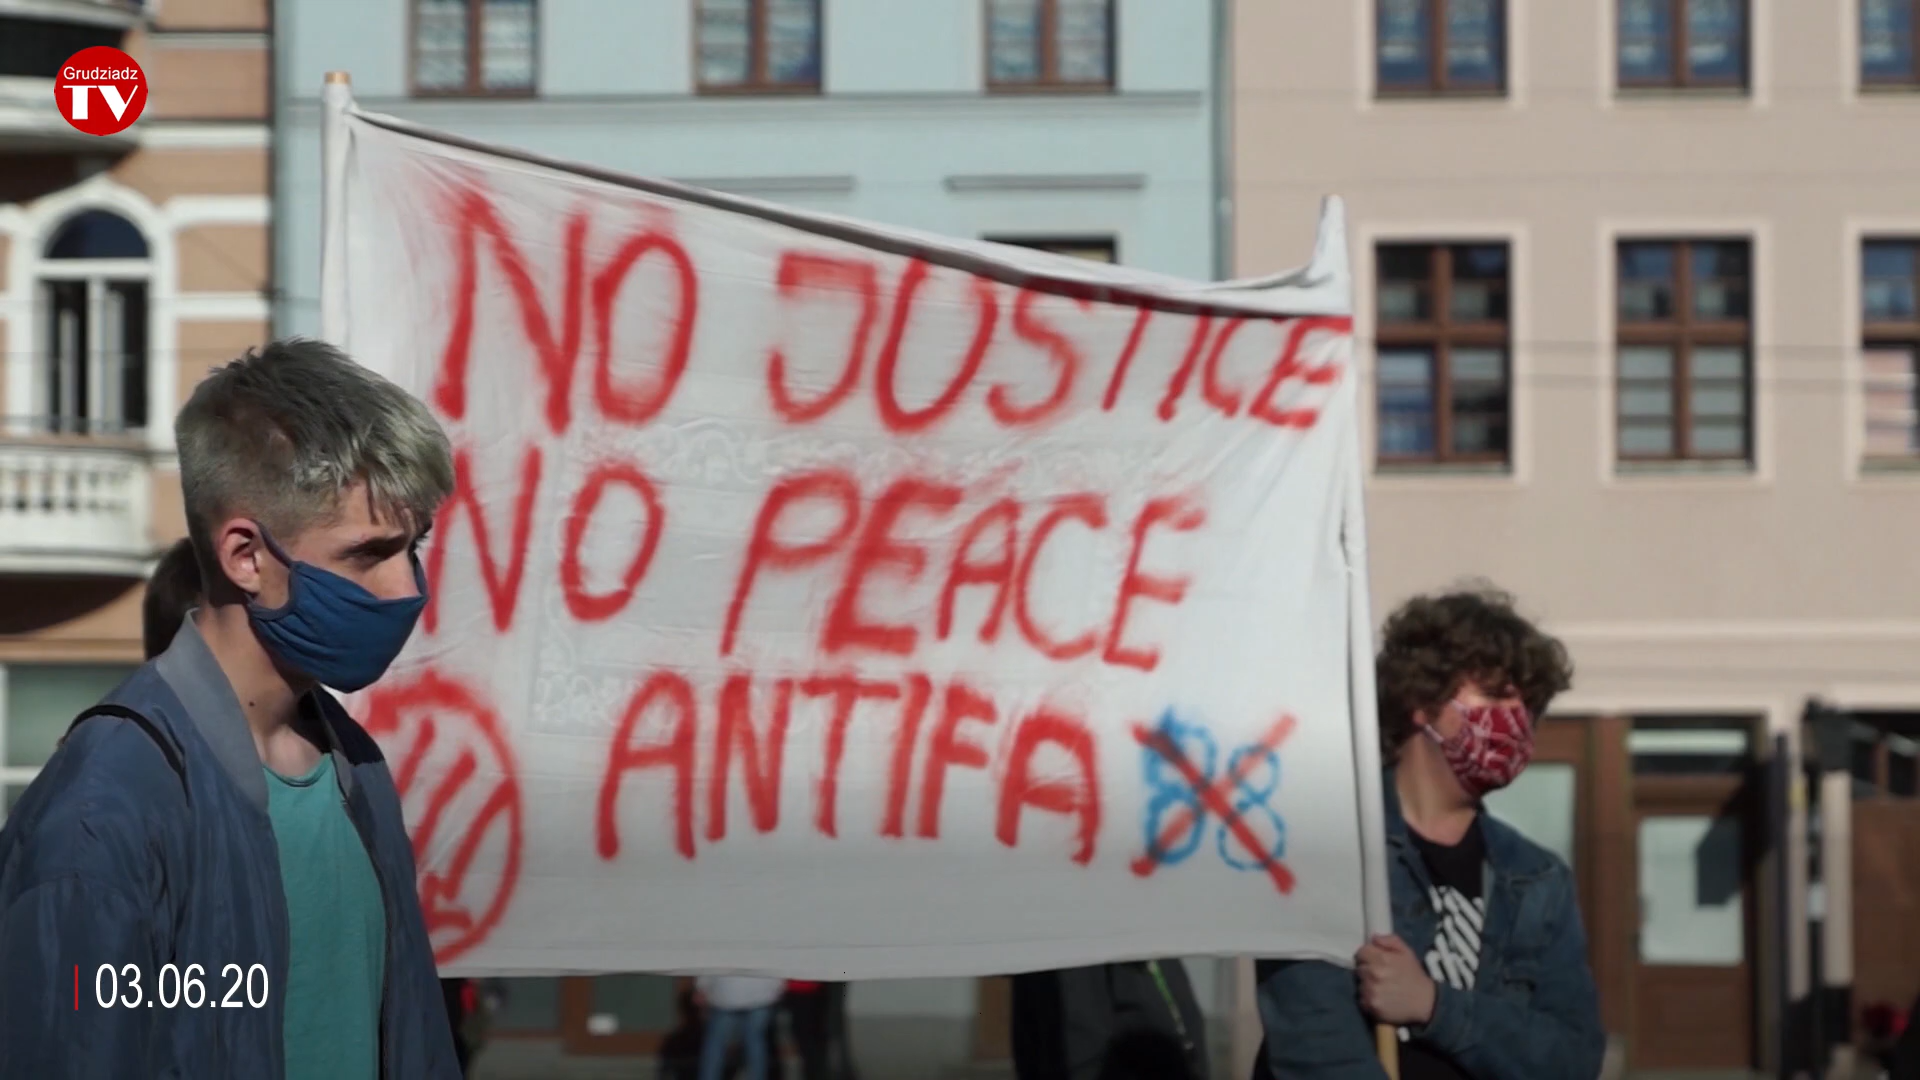 Grudziadz
TV
NO JUSTICE
NO PEACE
ANTIFA 88
03.06.20